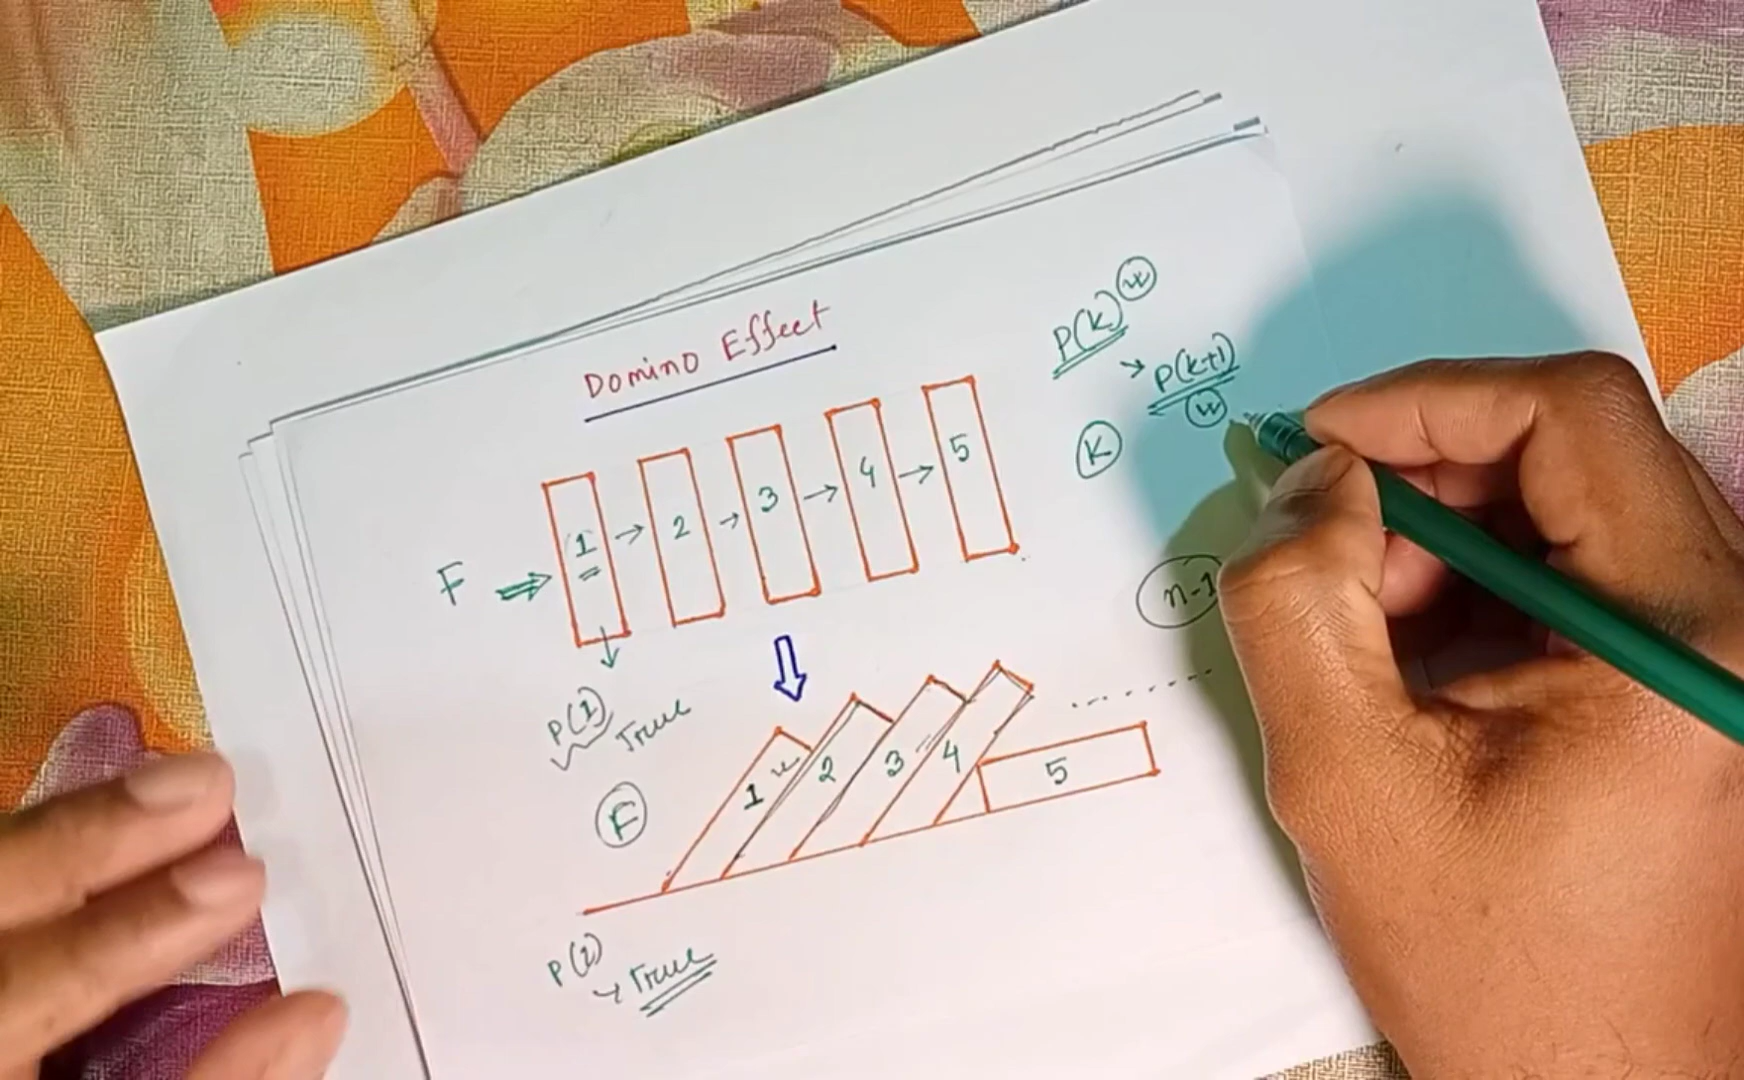 Domino Effect
P(k) w
→ P(k+1)
w
K
F ⇒ 1 → 2 → 3 → 4 → 5
n-1
P(1) True
F
1 2 3 4 5
P(1)
True